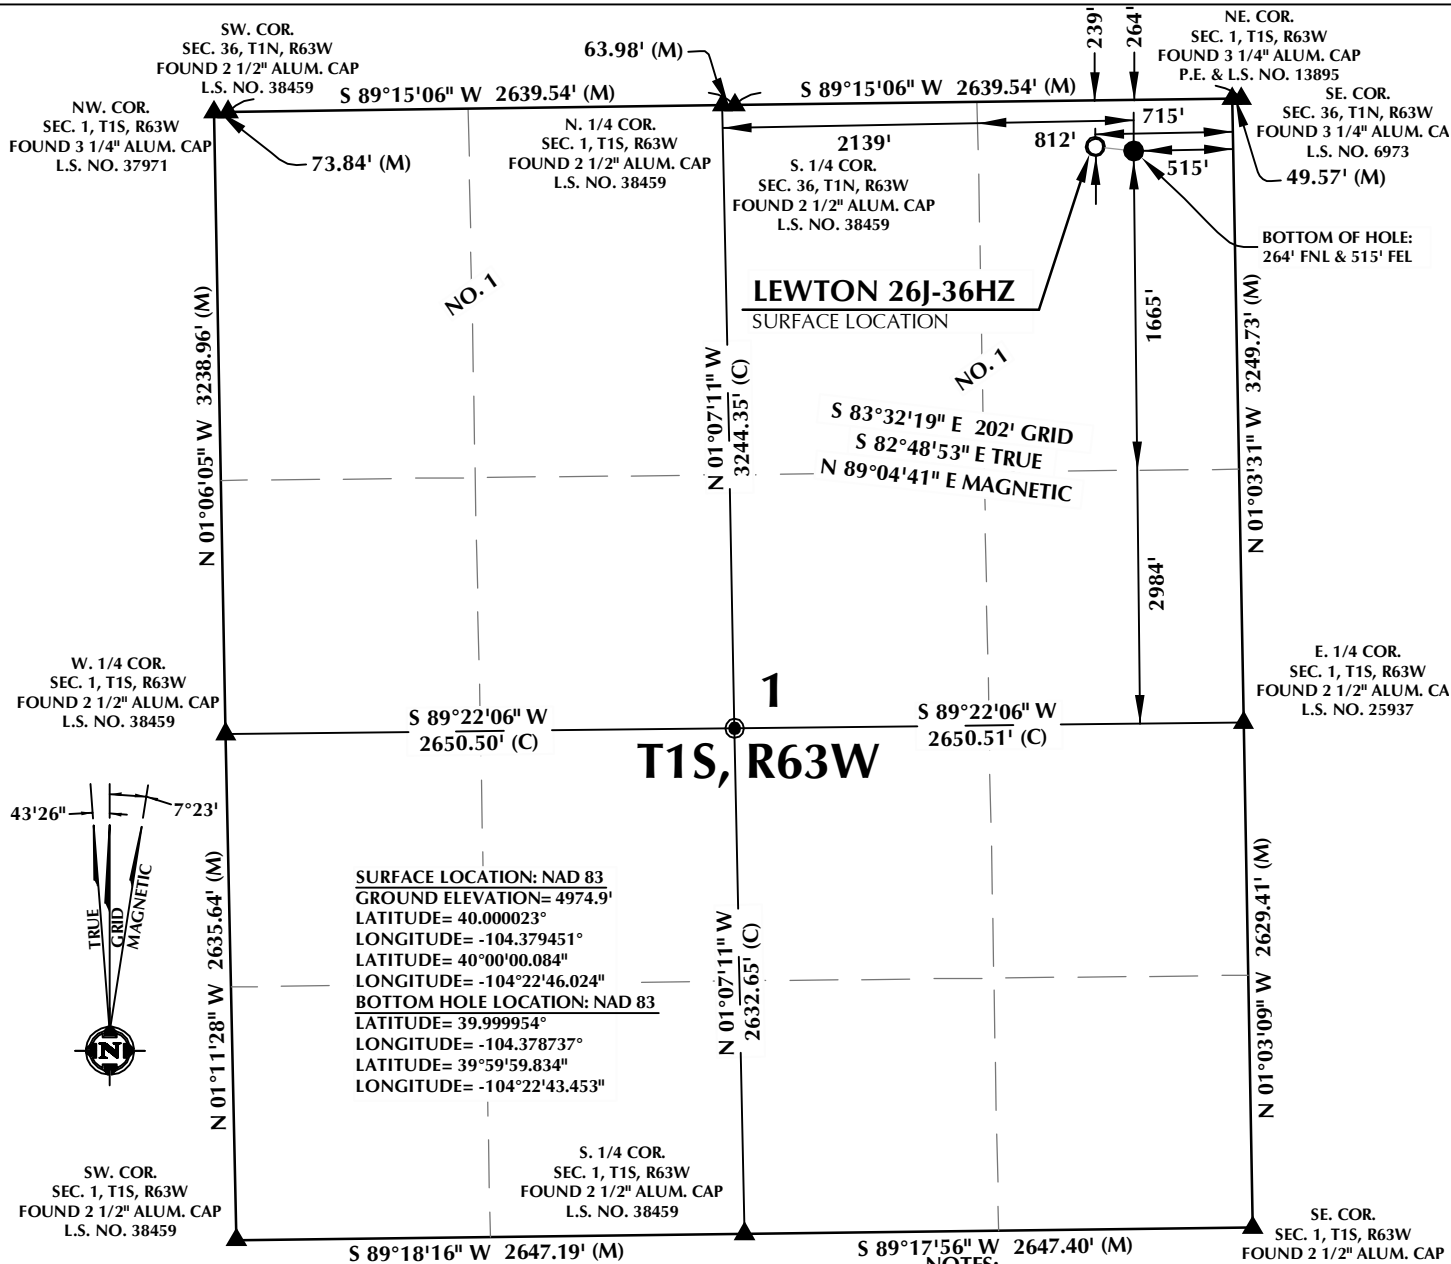 SW. COR.
SEC. 36, T1N, R63W
FOUND 2 1/2" ALUM. CAP
L.S. NO. 38459
NW. COR.
SEC. 1, T1S, R63W
FOUND 3 1/4" ALUM. CAP
L.S. NO. 37971
S 89°15'06" W 2639.54' (M)
73.84' (M)
63.98' (M)
N. 1/4 COR.
SEC. 1, T1S, R63W
FOUND 2 1/2" ALUM. CAP
L.S. NO. 38459
S 89°15'06" W 2639.54' (M)
239'
264'
NE. COR.
SEC. 1, T1S, R63W
FOUND 3 1/4" ALUM. CAP
P.E. & L.S. NO. 13895
SE. COR.
SEC. 36, T1N, R63W
FOUND 3 1/4" ALUM. CA
L.S. NO. 6973
49.57' (M)
2139'
715'
812'
515'
S. 1/4 COR.
SEC. 36, T1N, R63W
FOUND 2 1/2" ALUM. CAP
L.S. NO. 38459
BOTTOM OF HOLE:
264' FNL & 515' FEL
LEWTON 26J-36HZ
SURFACE LOCATION
NO. 1
NO. 1
1665'
2984'
N 01°06'05" W 3238.96' (M)
N 01°07'11" W
3244.35' (C)
N 01°03'31" W 3249.73' (M)
S 83°32'19" E 202' GRID
S 82°48'53" E TRUE
N 89°04'41" E MAGNETIC
W. 1/4 COR.
SEC. 1, T1S, R63W
FOUND 2 1/2" ALUM. CAP
L.S. NO. 38459
S 89°22'06" W
2650.50' (C)
1
T1S, R63W
S 89°22'06" W
2650.51' (C)
E. 1/4 COR.
SEC. 1, T1S, R63W
FOUND 2 1/2" ALUM. CA
L.S. NO. 25937
43'26"
7°23'
TRUE
GRID
MAGNETIC
N
N 01°11'28" W 2635.64' (M)
SURFACE LOCATION: NAD 83
GROUND ELEVATION= 4974.9'
LATITUDE= 40.000023°
LONGITUDE= -104.379451°
LATITUDE= 40°00'00.084"
LONGITUDE= -104°22'46.024"
BOTTOM HOLE LOCATION: NAD 83
LATITUDE= 39.999954°
LONGITUDE= -104.378737°
LATITUDE= 39°59'59.834"
LONGITUDE= -104°22'43.453"
N 01°07'11" W
2632.65' (C)
N 01°03'09" W 2629.41' (M)
SW. COR.
SEC. 1, T1S, R63W
FOUND 2 1/2" ALUM. CAP
L.S. NO. 38459
S. 1/4 COR.
SEC. 1, T1S, R63W
FOUND 2 1/2" ALUM. CAP
L.S. NO. 38459
SE. COR.
SEC. 1, T1S, R63W
FOUND 2 1/2" ALUM. CAP
S 89°18'16" W 2647.19' (M)
S 89°17'56" W 2647.40' (M)
NOTES: